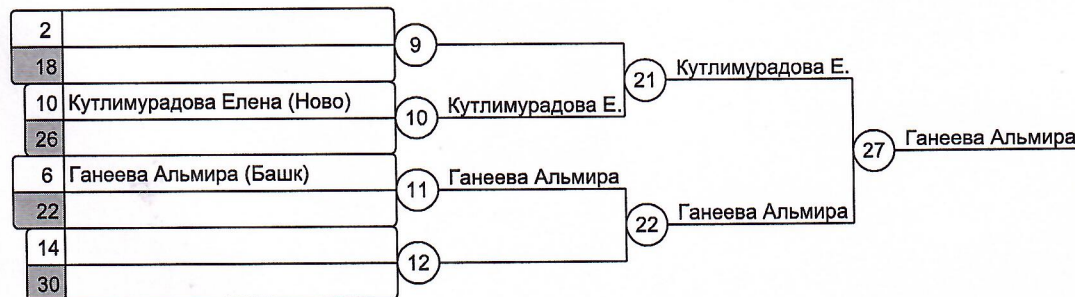 2
9
18
Кутлимурадова Е.
21
10 Кутлимурадова Елена (Ново)
10 Кутлимурадова Е.
26
27 Ганеева Альмира
6 Ганеева Альмира (Башк)
11 Ганеева Альмира
22
22 Ганеева Альмира
14
12
30